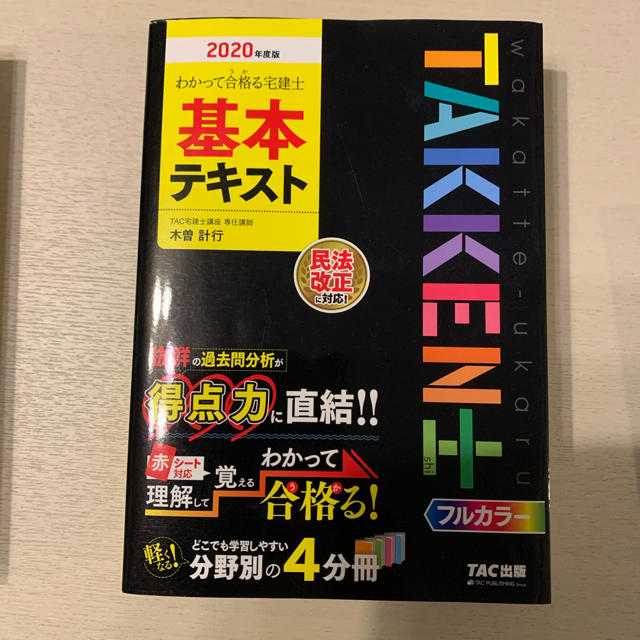 2020年度版
わかって合格る宅建士
うか
基本
テキスト
TAC宅建士講座 専任講師
木曽 計行
民法
改正
に対応!
抜群の過去問分析が
得点力に直結!!
赤シート
対応
理解して
覚える
わかって
合格る!
うか
軽くなる!
どこでも学習しやすい
分野別の4分冊
TAKKEN士
shi
wakatte-ukaru
フルカラー
TAC出版
TAC PUBLISHING Group